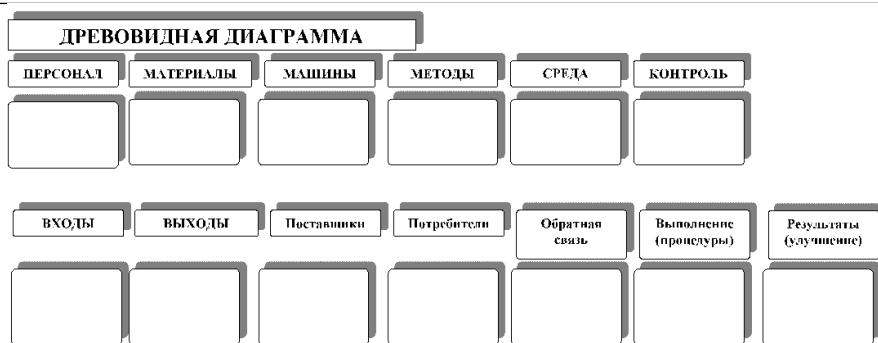 ДРЕВОВИДНАЯ ДИАГРАММА
ПЕРСОНАЛ
МАТЕРИАЛЫ
МАШИНЫ
МЕТОДЫ
СРЕДА
КОНТРОЛЬ
ВХОДЫ
ВЫХОДЫ
Поставщики
Потребители
Обратная
связь
Выполнение
(процедуры)
Результаты
(улучшение)